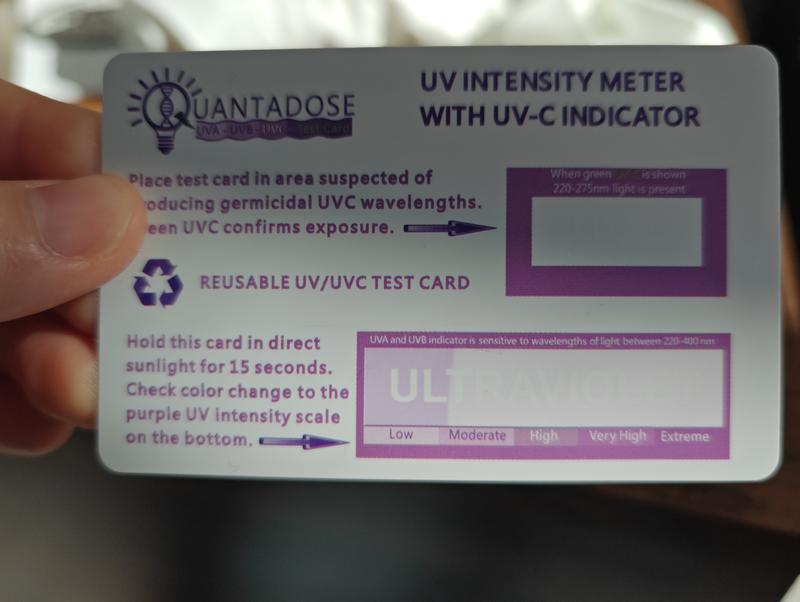 QUANTADOSE
UVA - UVB - UVC - Test Card
UV INTENSITY METER
WITH UV-C INDICATOR
Place test card in area suspected of
roducing germicidal UVC wavelengths.
een UVC confirms exposure.
When green UVC is shown
220-275nm light is present
REUSABLE UV/UVC TEST CARD
Hold this card in direct
sunlight for 15 seconds.
Check color change to the
purple UV intensity scale
on the bottom.
UVA and UVB indicator is sensitive to wavelengths of light between 220-400 nm
ULTRAVIOLET
Low Moderate High Very High Extreme